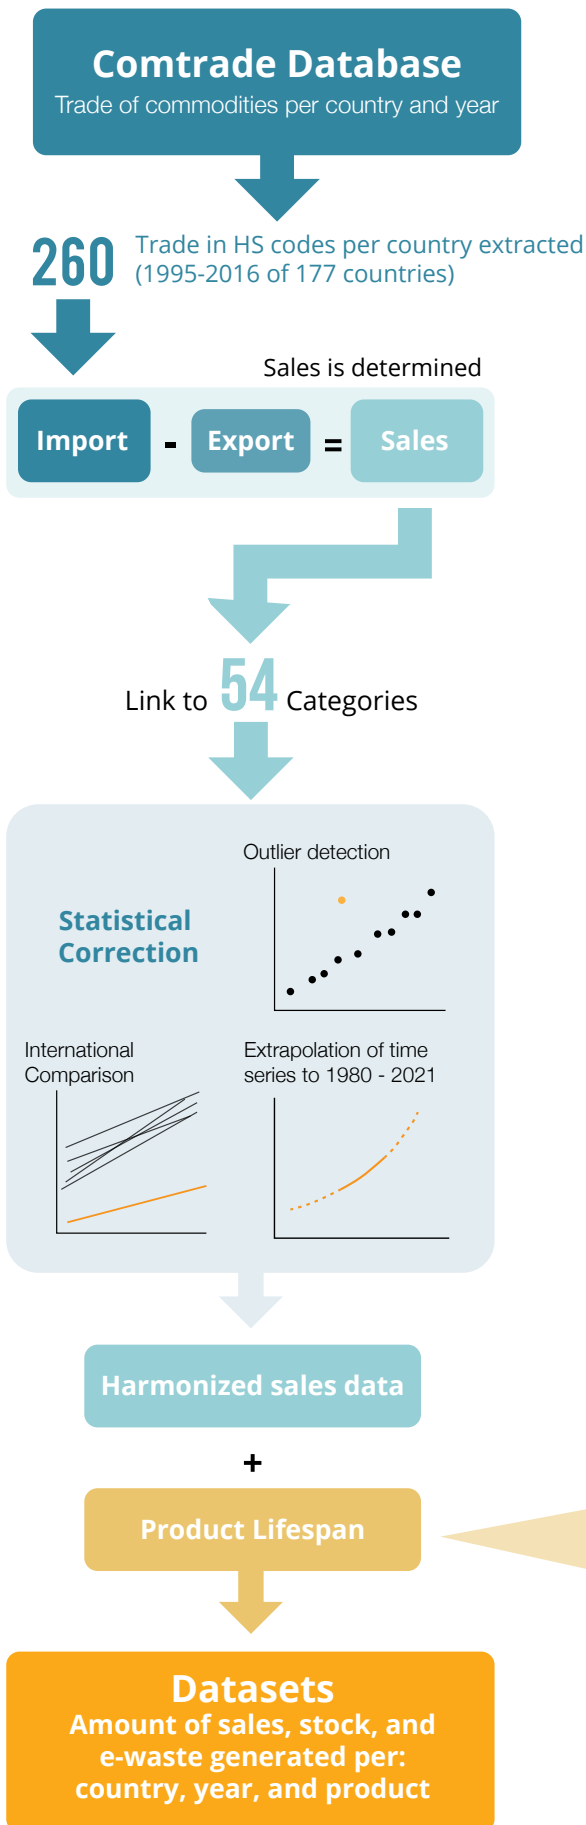 Comtrade Database
Trade of commodities per country and year
260
Trade in HS codes per country extracted
(1995-2016 of 177 countries)
Sales is determined
Import - Export = Sales
Link to 54 Categories
Outlier detection
Statistical
Correction
International
Comparison
Extrapolation of time
series to 1980 - 2021
Harmonized sales data
+
Product Lifespan
Datasets
Amount of sales, stock, and
e-waste generated per:
country, year, and product